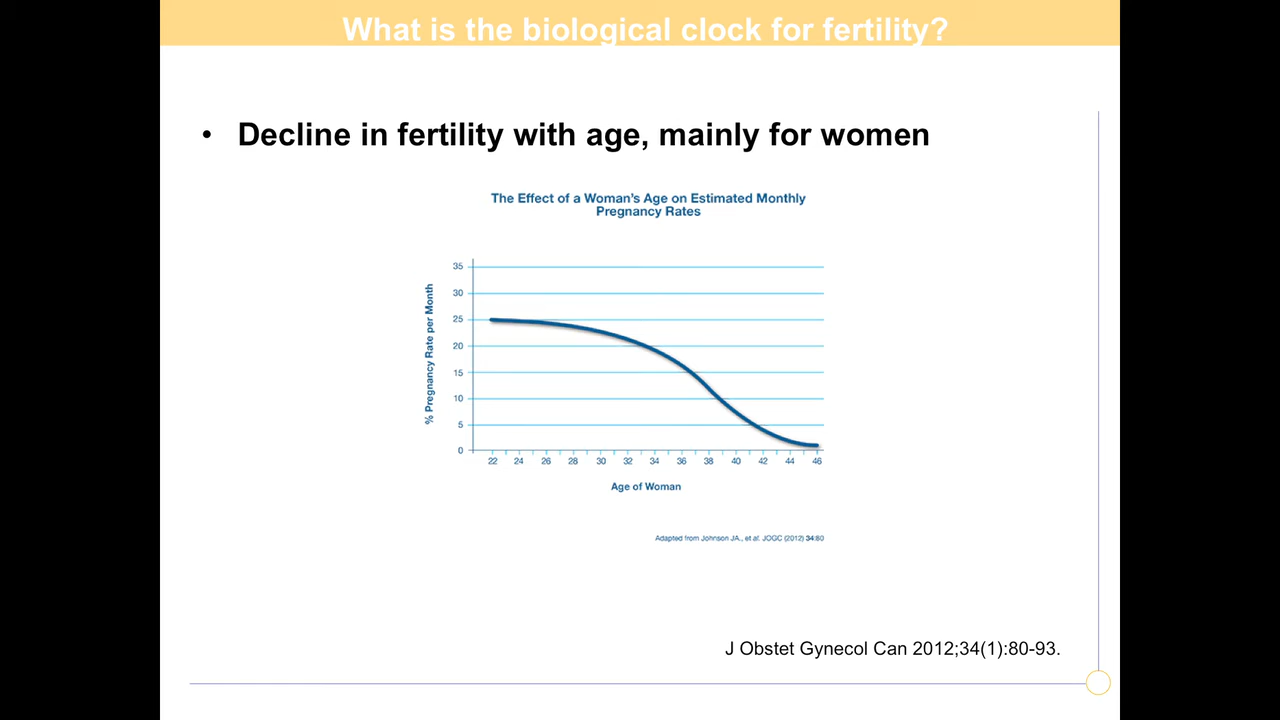 What is the biological clock for fertility?
• Decline in fertility with age, mainly for women
The Effect of a Woman's Age on Estimated Monthly
Pregnancy Rates
% Pregnancy Rate per Month
35
30
25
20
15
10
5
0
22 24 26 28 30 32 34 36 38 40 42 44 46
Age of Woman
Adapted from Johnson JA., et al. JOGC (2012) 34:80
J Obstet Gynecol Can 2012;34(1):80-93.